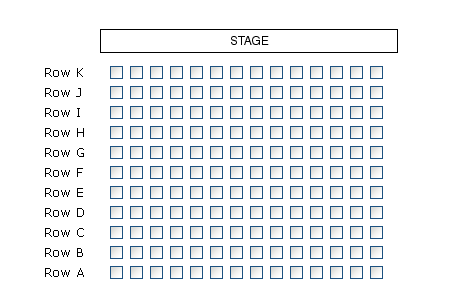 STAGE
Row K
Row J
Row I
Row H
Row G
Row F
Row E
Row D
Row C
Row B
Row A